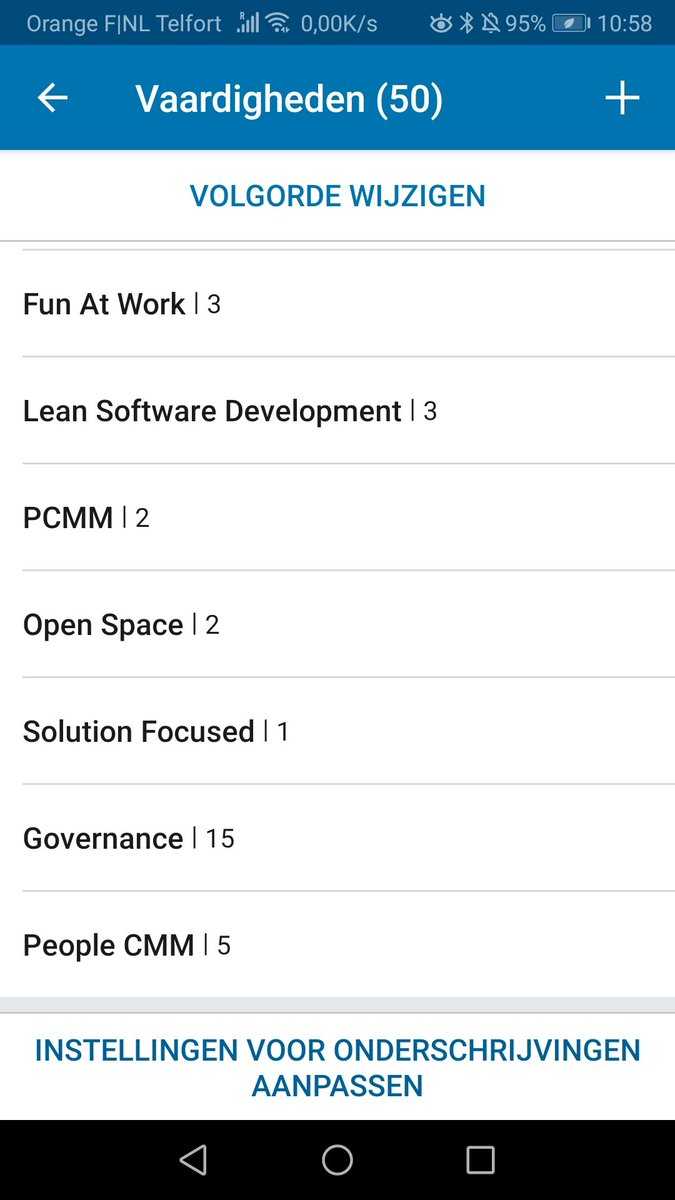 Orange F|NL Telfort R 0,00K/s 95% 10:58
Vaardigheden (50)
VOLGORDE WIJZIGEN
Fun At Work | 3
Lean Software Development | 3
PCMM | 2
Open Space | 2
Solution Focused | 1
Governance | 15
People CMM | 5
INSTELLINGEN VOOR ONDERSCHRIJVINGEN
AANPASSEN